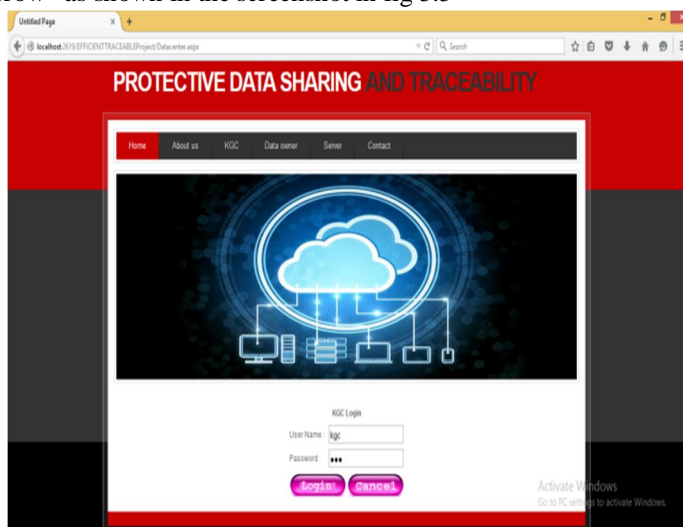 row" as shown in the screenshot in fig 5.5
Untitled Page × +
localhost:2619/EFFICIENTTRACEABLEProject/Datacenter.aspx Search
PROTECTIVE DATA SHARING AND TRACEABILITY
Home About us KGC Data owner Server Contact
KGC Login
User Name : kgc
Password : •••
Login Cancel
Activate Windows
Go to PC settings to activate Windows.